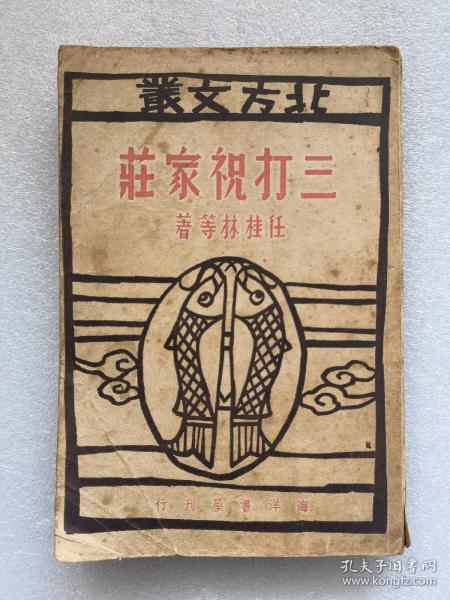 北方文叢
三打祝家莊
任桂林等著
海洋書屋刊行
孔夫子旧书网
www.kongfz.com